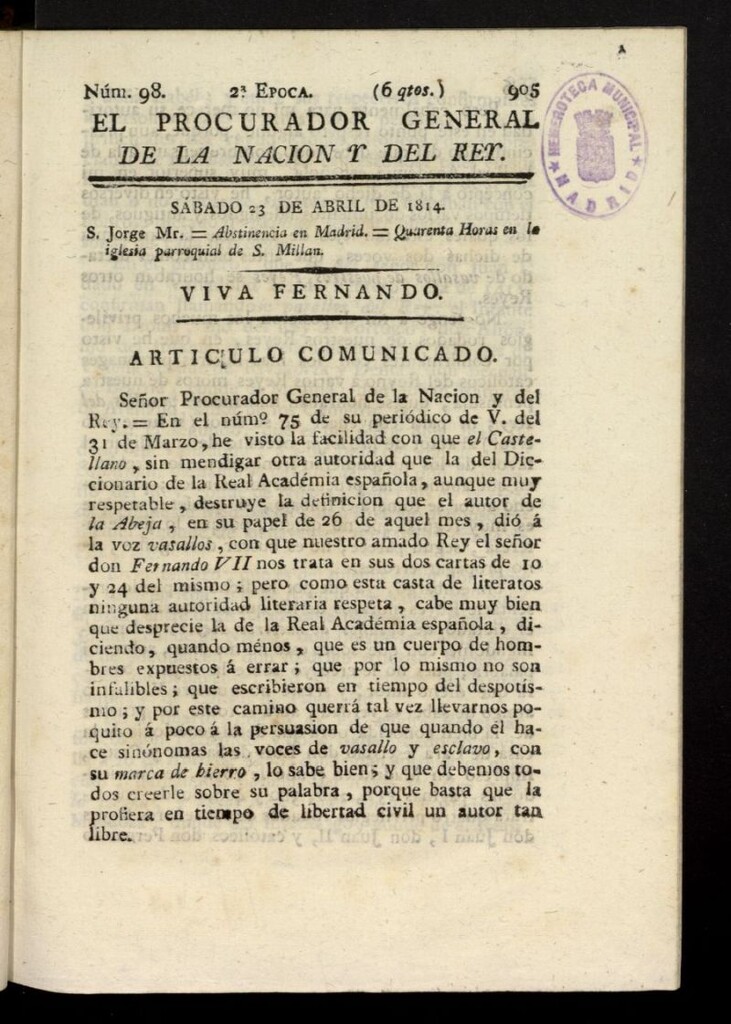 Núm. 98. 2ª EPOCA. (6 qtos.) 905
EL PROCURADOR GENERAL
DE LA NACION Y DEL REY.
SÁBADO 23 DE ABRIL DE 1814.
S. Jorge Mr. = Abstinencia en Madrid. = Quarenta Horas en la
iglesia parroquial de S. Millan.
VIVA FERNANDO.
ARTICULO COMUNICADO.
Señor Procurador General de la Nacion y del
Rey. = En el númº 75 de su periódico de V. del
31 de Marzo, he visto la facilidad con que el Caste-
llano, sin mendigar otra autoridad que la del Dic-
cionario de la Real Académia española, aunque muy
respetable, destruye la definicion que el autor de
la Abeja, en su papel de 26 de aquel mes, dió á
la voz vasallos, con que nuestro amado Rey el señor
don Fernando VII nos trata en sus dos cartas de 10
y 24 del mismo; pero como esta casta de literatos
ninguna autoridad literaria respeta, cabe muy bien
que desprecie la de la Real Académia española, di-
ciendo, quando ménos, que es un cuerpo de hom-
bres expuestos á errar; que por lo mismo no son
infalibles; que escribieron en tiempo del despotis-
mo; y por este camino querrá tal vez llevarnos po-
quito á poco á la persuasion de que quando él ha-
ce sinónomas las voces de vasallo y esclavo, con
su marca de hierro, lo sabe bien; y que debemos to-
dos creerle sobre su palabra, porque basta que la
profiera en tiempo de libertad civil un autor tan
libre.
HEMEROTECA MUNICIPAL
MADRID